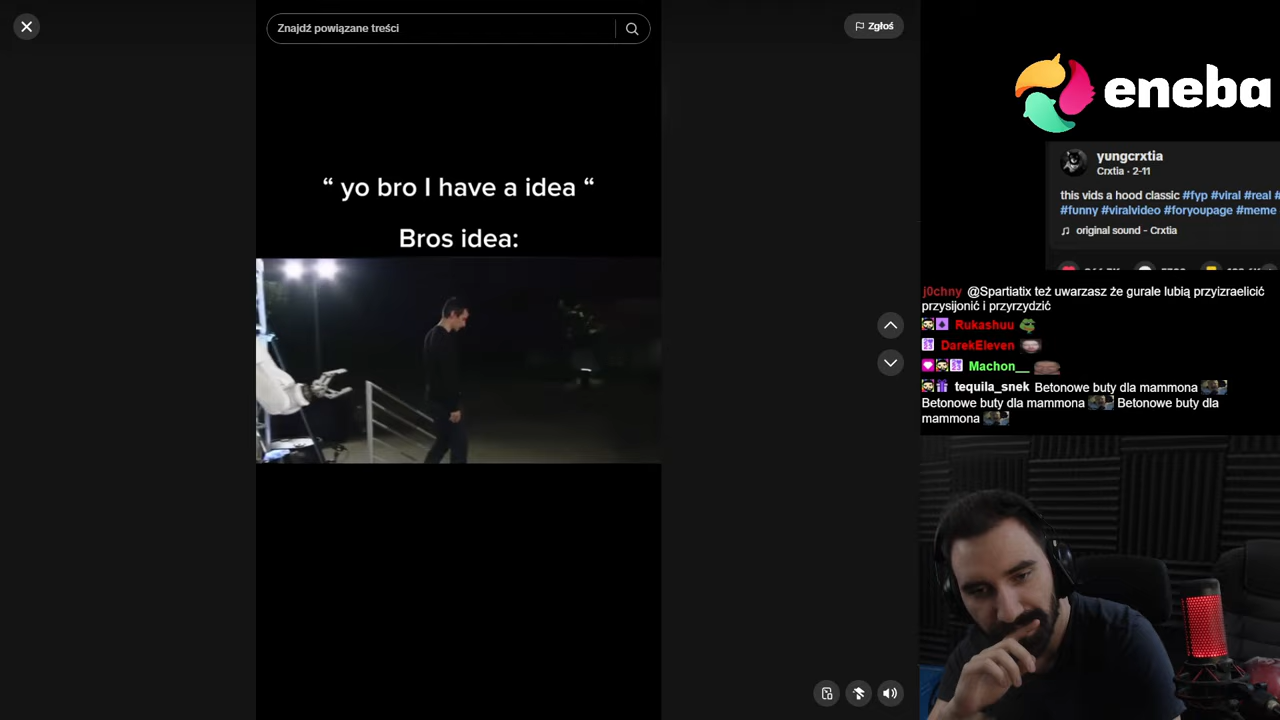 Znajdź powiązane treści
Zgłoś
“ yo bro I have a idea “
Bros idea:
eneba
yungcrxtia
Crxtia · 2-11
this vids a hood classic #fyp #viral #real #
#funny #viralvideo #foryoupage #meme
original sound - Crxtia
j0chny @Spartiatix też uwarzasz że gurale lubią przyizraelicić
przysijonić i przyrzydzić
Rukashuu
DarekEleven
Machon__
tequila_snek Betonowe buty dla mammona
Betonowe buty dla mammona Betonowe buty dla
mammona